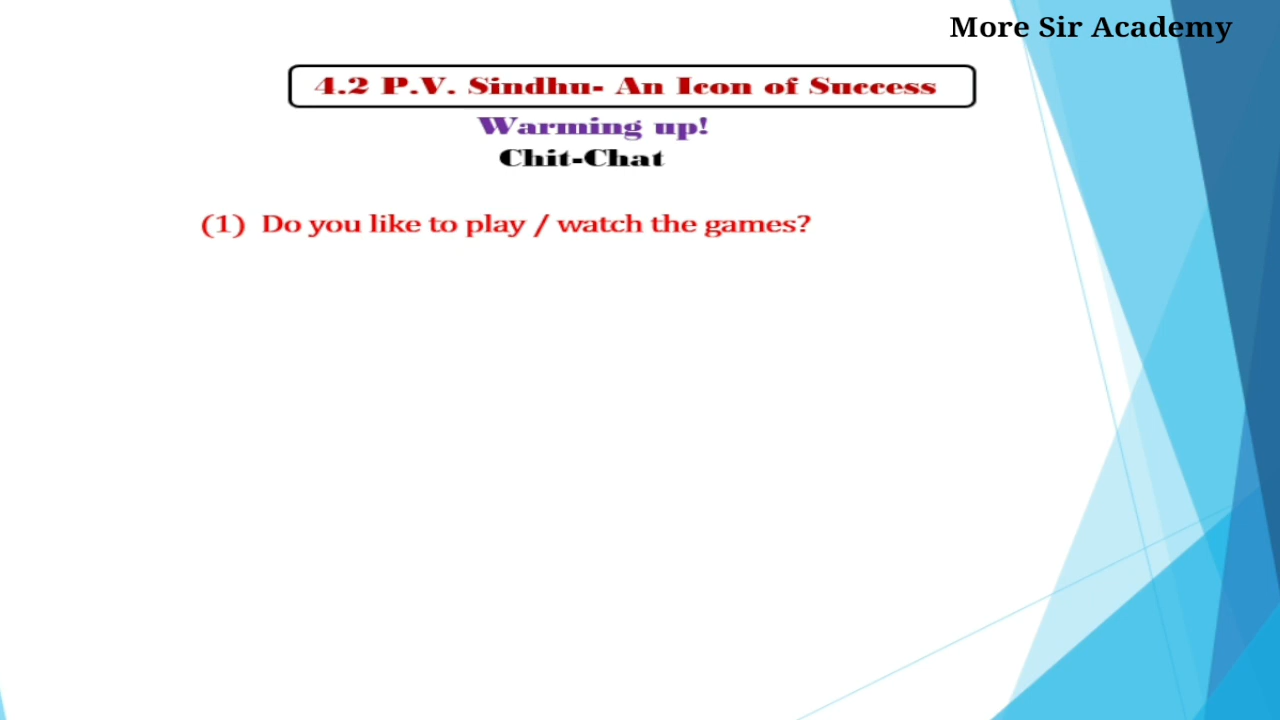 More Sir Academy
4.2 P.V. Sindhu- An Icon of Success
Warming up!
Chit-Chat
(1) Do you like to play / watch the games?